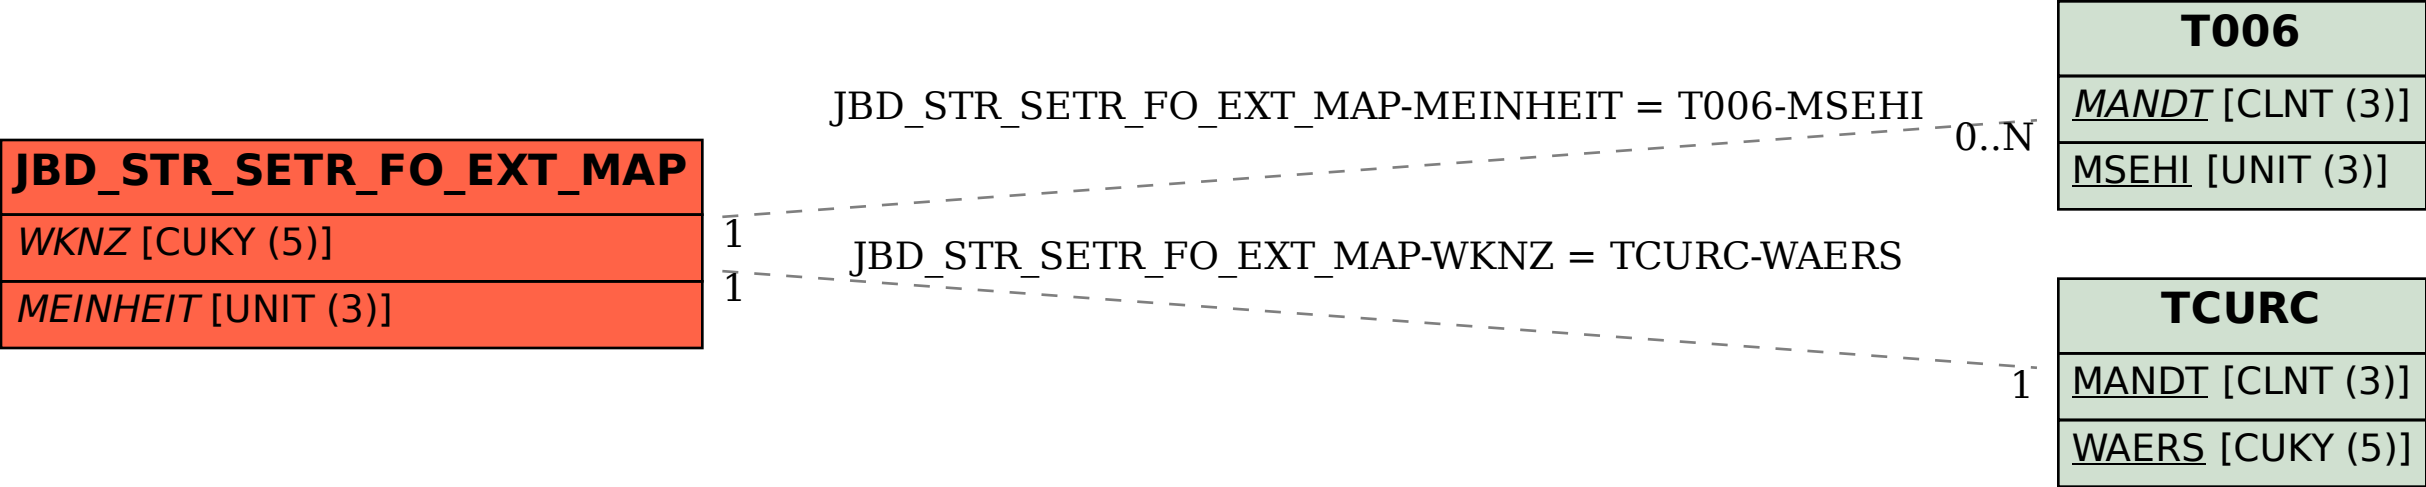 JBD_STR_SETR_FO_EXT_MAP
WKNZ [CUKY (5)]
MEINHEIT [UNIT (3)]
JBD_STR_SETR_FO_EXT_MAP-MEINHEIT = T006-MSEHI
0..N
1
JBD_STR_SETR_FO_EXT_MAP-WKNZ = TCURC-WAERS
1
1
T006
MANDT [CLNT (3)]
MSEHI [UNIT (3)]
TCURC
MANDT [CLNT (3)]
WAERS [CUKY (5)]